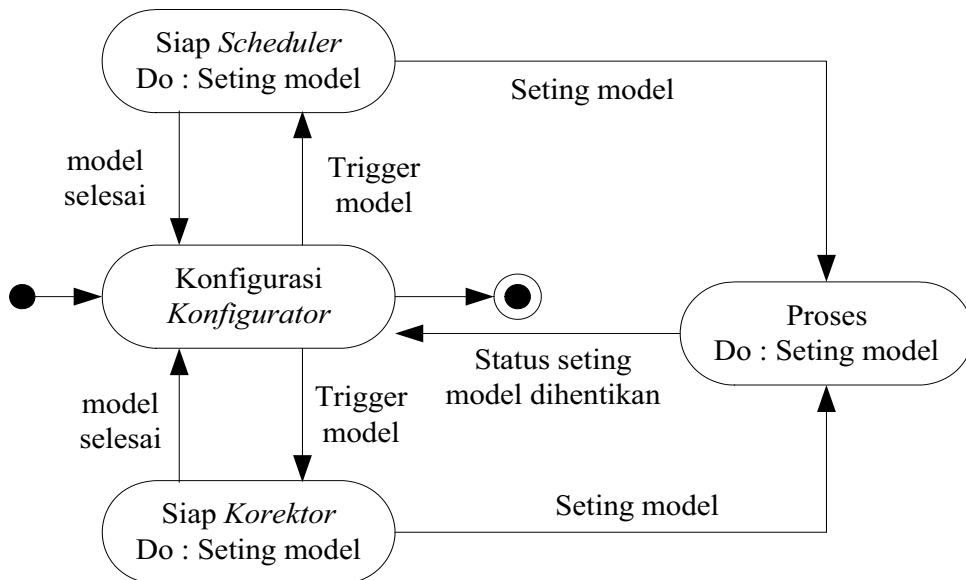 Siap Scheduler
Do : Seting model
Seting model
model
selesai
Trigger
model
Konfigurasi
Konfigurator
Proses
Do : Seting model
Status seting
model dihentikan
model
selesai
Trigger
model
Siap Korektor
Do : Seting model
Seting model